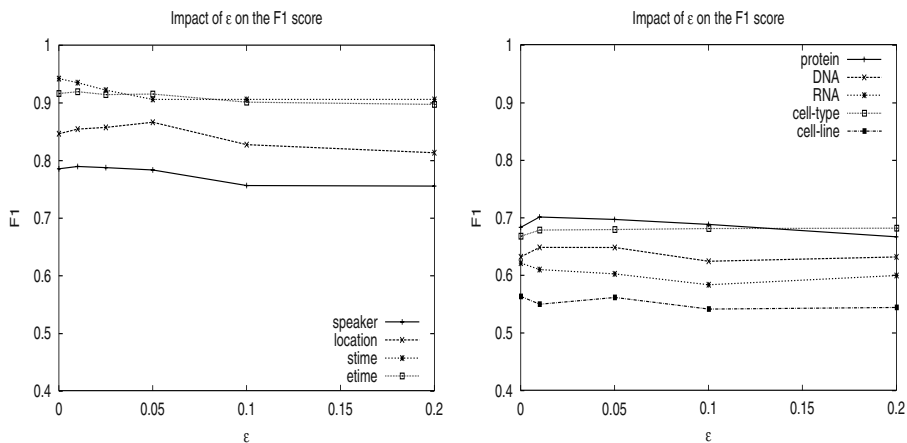 Impact of ε on the F1 score
1
0.9
0.8
0.7
0.6
0.5
0.4
F1
0
0.05
0.1
0.15
0.2
ε
speaker
location
stime
etime
Impact of ε on the F1 score
1
0.9
0.8
0.7
0.6
0.5
0.4
F1
0
0.05
0.1
0.15
0.2
ε
protein
DNA
RNA
cell-type
cell-line